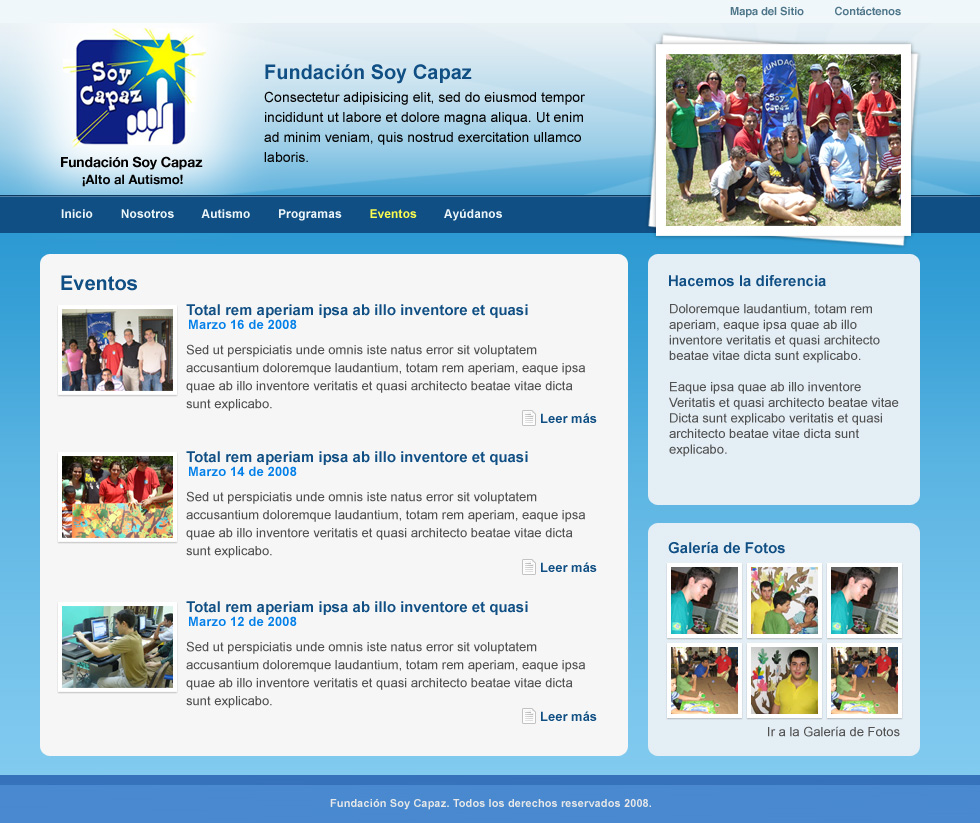 Mapa del Sitio
Contáctenos
Soy
Capaz
Fundación Soy Capaz
¡Alto al Autismo!
Fundación Soy Capaz
Consectetur adipisicing elit, sed do eiusmod tempor
incididunt ut labore et dolore magna aliqua. Ut enim
ad minim veniam, quis nostrud exercitation ullamco
laboris.
FUNDAC
Soy
Capaz
Inicio
Nosotros
Autismo
Programas
Eventos
Ayúdanos
Eventos
Total rem aperiam ipsa ab illo inventore et quasi
Marzo 16 de 2008
Sed ut perspiciatis unde omnis iste natus error sit voluptatem
accusantium doloremque laudantium, totam rem aperiam, eaque ipsa
quae ab illo inventore veritatis et quasi architecto beatae vitae dicta
sunt explicabo.
Leer más
Total rem aperiam ipsa ab illo inventore et quasi
Marzo 14 de 2008
Sed ut perspiciatis unde omnis iste natus error sit voluptatem
accusantium doloremque laudantium, totam rem aperiam, eaque ipsa
quae ab illo inventore veritatis et quasi architecto beatae vitae dicta
sunt explicabo.
Leer más
Total rem aperiam ipsa ab illo inventore et quasi
Marzo 12 de 2008
Sed ut perspiciatis unde omnis iste natus error sit voluptatem
accusantium doloremque laudantium, totam rem aperiam, eaque ipsa
quae ab illo inventore veritatis et quasi architecto beatae vitae dicta
sunt explicabo.
Leer más
Hacemos la diferencia
Doloremque laudantium, totam rem
aperiam, eaque ipsa quae ab illo
inventore veritatis et quasi architecto
beatae vitae dicta sunt explicabo.
Eaque ipsa quae ab illo inventore
Veritatis et quasi architecto beatae vitae
Dicta sunt explicabo veritatis et quasi
architecto beatae vitae dicta sunt
explicabo.
Galería de Fotos
Ir a la Galería de Fotos
Fundación Soy Capaz. Todos los derechos reservados 2008.